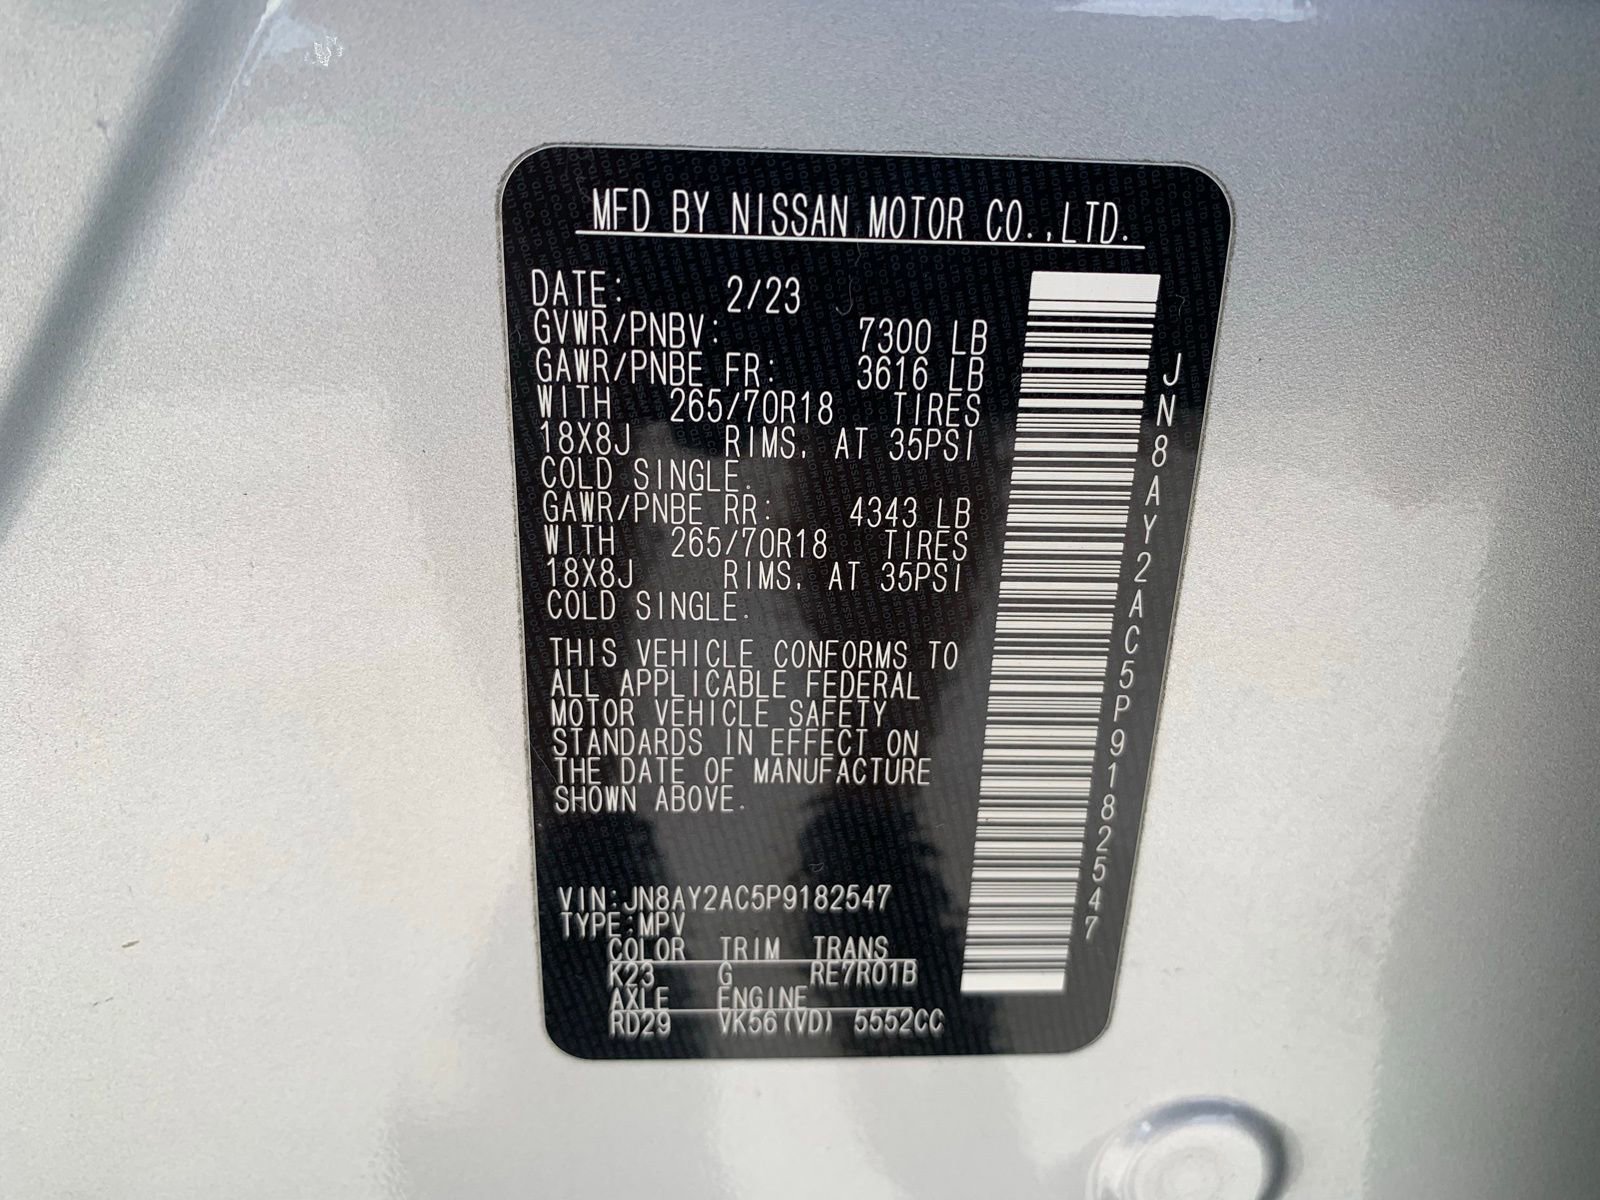 MFD BY NISSAN MOTOR CO.,LTD.
DATE: 2/23
GVWR/PNBV: 7300 LB
GAWR/PNBE FR: 3616 LB
WITH 265/70R18 TIRES
18X8J RIMS, AT 35PSI
COLD SINGLE.
GAWR/PNBE RR: 4343 LB
WITH 265/70R18 TIRES
18X8J RIMS, AT 35PSI
COLD SINGLE.
THIS VEHICLE CONFORMS TO
ALL APPLICABLE FEDERAL
MOTOR VEHICLE SAFETY
STANDARDS IN EFFECT ON
THE DATE OF MANUFACTURE
SHOWN ABOVE.
VIN:JN8AY2AC5P9182547
TYPE:MPV
COLOR TRIM TRANS
K23 G RE7R01B
AXLE ENGINE
RD29 VK56(VD) 5552CC
JN8AY2AC5P9182547